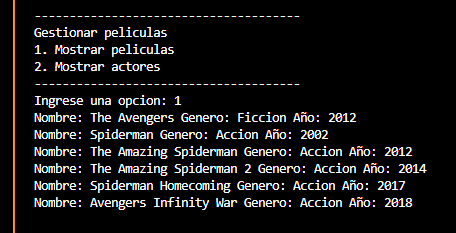 --------------------------------------
Gestionar peliculas
1. Mostrar peliculas
2. Mostrar actores
--------------------------------------
Ingrese una opcion: 1
Nombre: The Avengers Genero: Ficcion Año: 2012
Nombre: Spiderman Genero: Accion Año: 2002
Nombre: The Amazing Spiderman Genero: Accion Año: 2012
Nombre: The Amazing Spiderman 2 Genero: Accion Año: 2014
Nombre: Spiderman Homecoming Genero: Accion Año: 2017
Nombre: Avengers Infinity War Genero: Accion Año: 2018